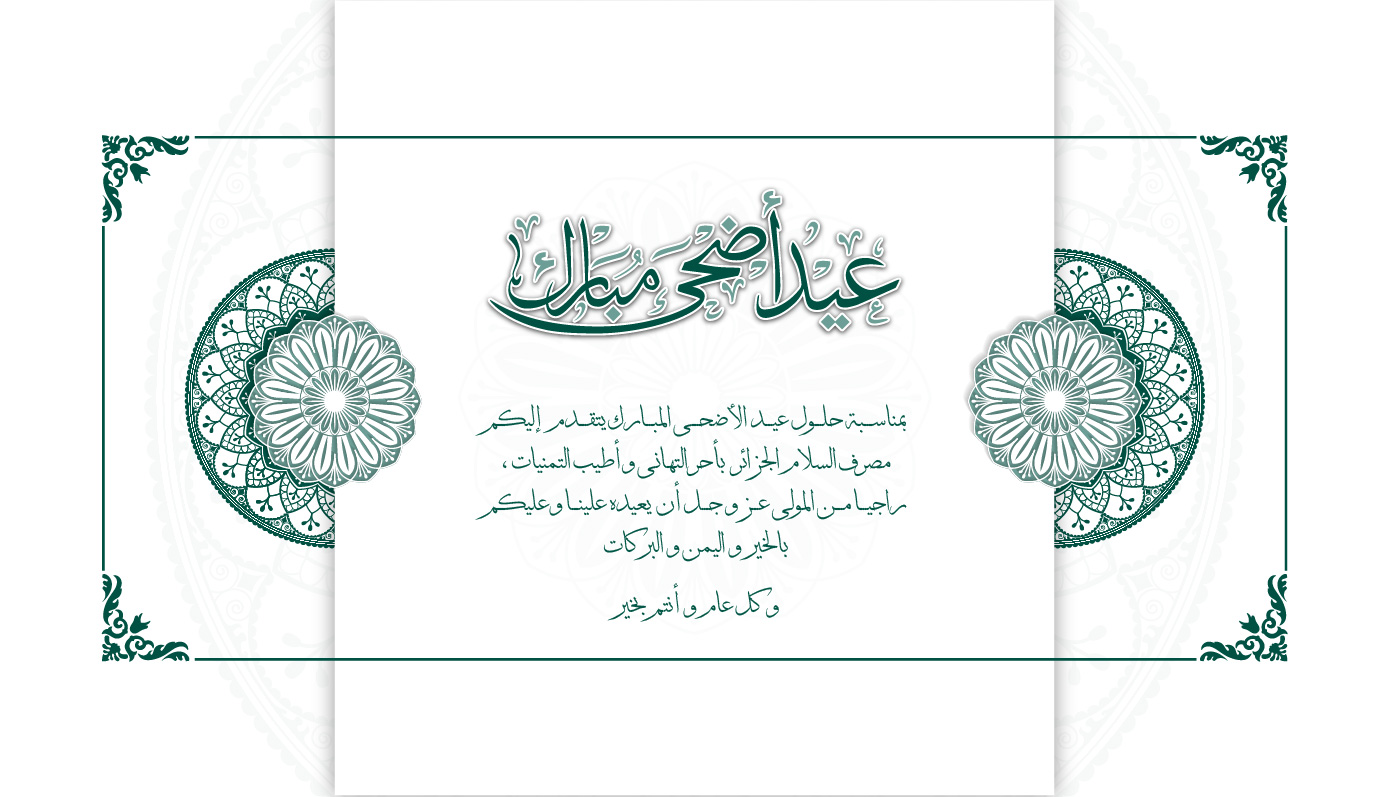 عيد أضحى مبارك
بمناسبة حلول عيد الأضحى المبارك يتقدم إليكم
مصرف السلام الجزائر بأحر التهاني و أطيب التمنيات ،
راجيا من المولى عز و جل أن يعيده علينا و عليكم
بالخير و اليمن و البركات
و كل عام و أنتم بخير